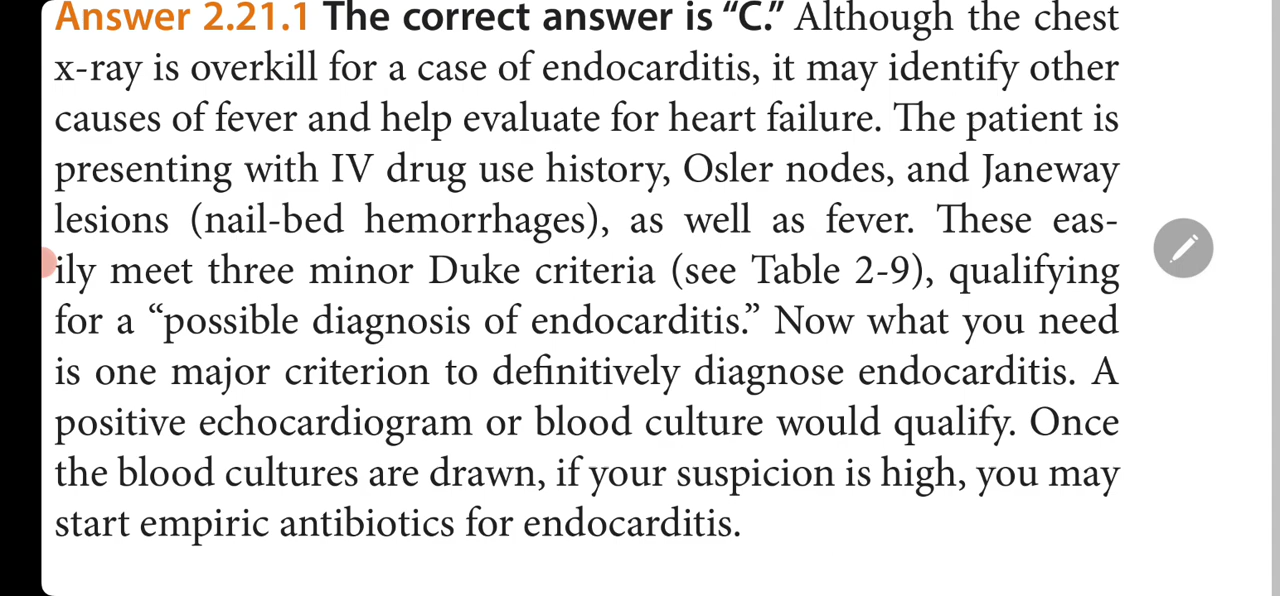 Answer 2.21.1 The correct answer is “C.” Although the chest
x-ray is overkill for a case of endocarditis, it may identify other
causes of fever and help evaluate for heart failure. The patient is
presenting with IV drug use history, Osler nodes, and Janeway
lesions (nail-bed hemorrhages), as well as fever. These eas-
ily meet three minor Duke criteria (see Table 2-9), qualifying
for a “possible diagnosis of endocarditis.” Now what you need
is one major criterion to definitively diagnose endocarditis. A
positive echocardiogram or blood culture would qualify. Once
the blood cultures are drawn, if your suspicion is high, you may
start empiric antibiotics for endocarditis.